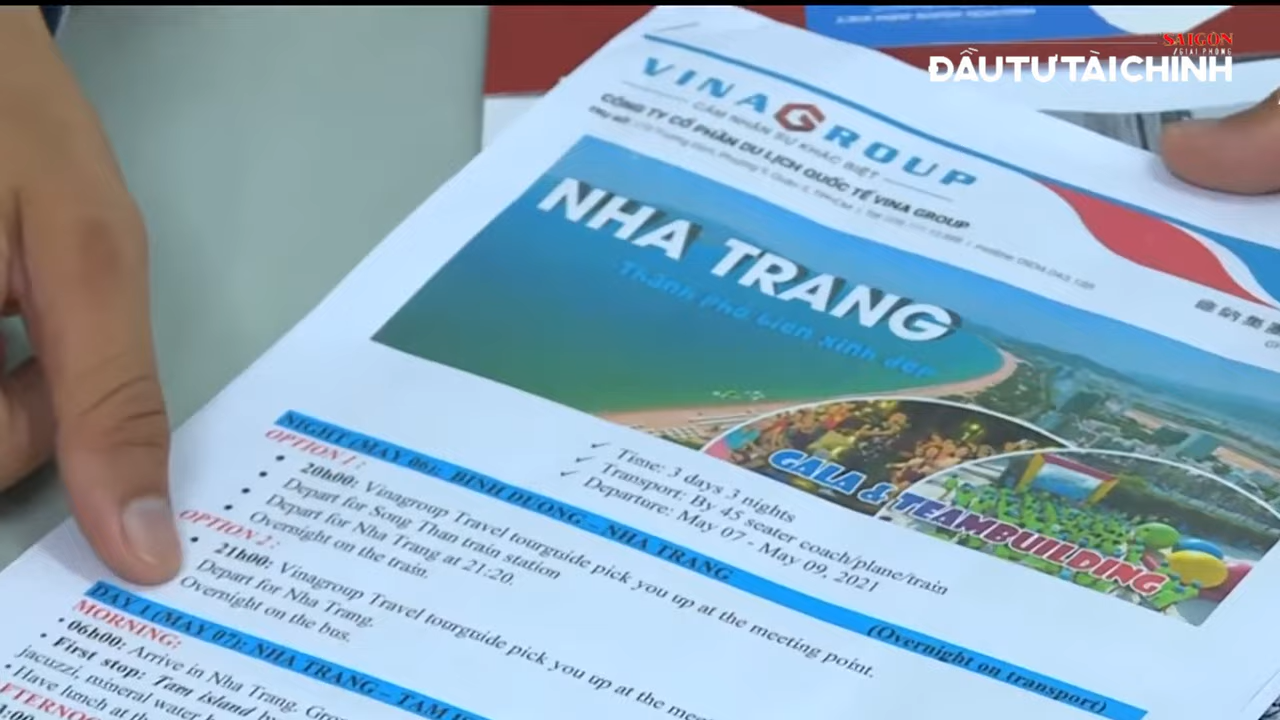 SAIGON
GIẢI PHÓNG
ĐẦU TƯ TÀI CHÍNH
VINAGROUP
CẢM NHẬN SỰ KHÁC BIỆT
CÔNG TY CỔ PHẦN DU LỊCH QUỐC TẾ VINA GROUP
NHA TRANG
Thành phố biển xinh đẹp
GALA & TEAMBUILDING
✓ Time: 3 days 3 nights
✓ Transport: By 45 seater coach/plane/train
✓ Departure: May 07 - May 09, 2021
NIGHT (MAY 06): BINH DUONG – NHA TRANG (Overnight on transport)
OPTION 1 :
• 20h00: Vinagroup Travel tourguide pick you up at the meeting point.
• Depart for Song Than train station
• Depart for Nha Trang at 21:20.
• Overnight on the train.
OPTION 2 :
• 21h00: Vinagroup Travel tourguide pick you up at the
Depart for Nha Trang.
Overnight on the bus.
DAY 1 (MAY 07): NHA TRANG – TAM
MORNING:
• 06h00: Arrive in Nha Trang.
• First stop: Tam island
jacuzzi, mineral water
• Have lunch at the